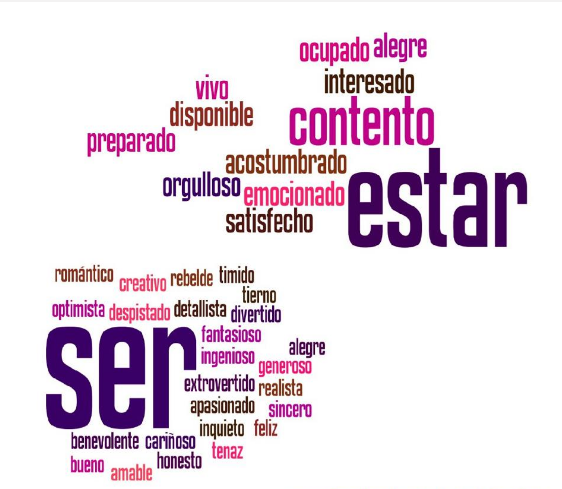 ocupado alegre
vivo interesado
disponible contento
preparado
acostumbrado
orgulloso emocionado estar
satisfecho
romántico creativo rebelde timido
tierno
optimista despistado detallista divertido
ser fantasioso
ingenioso alegre
generoso
extrovertido realista
apasionado sincero
inquieto feliz
benevolente cariñoso
tenaz
bueno amable honesto